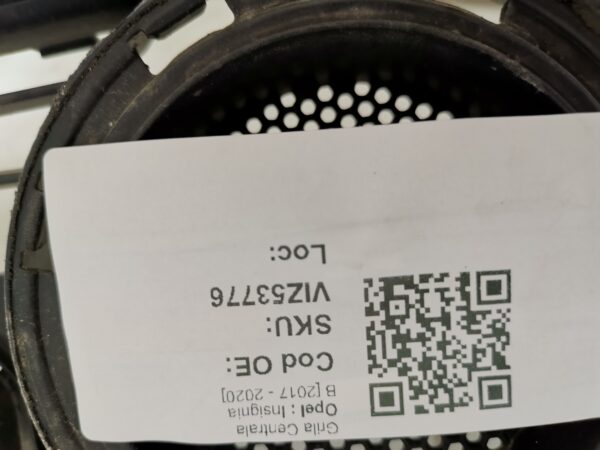 Grila Centrala
Opel : Insignia
B [2017 - 2020]
Cod OE:
SKU:
VIZ53776
Loc: